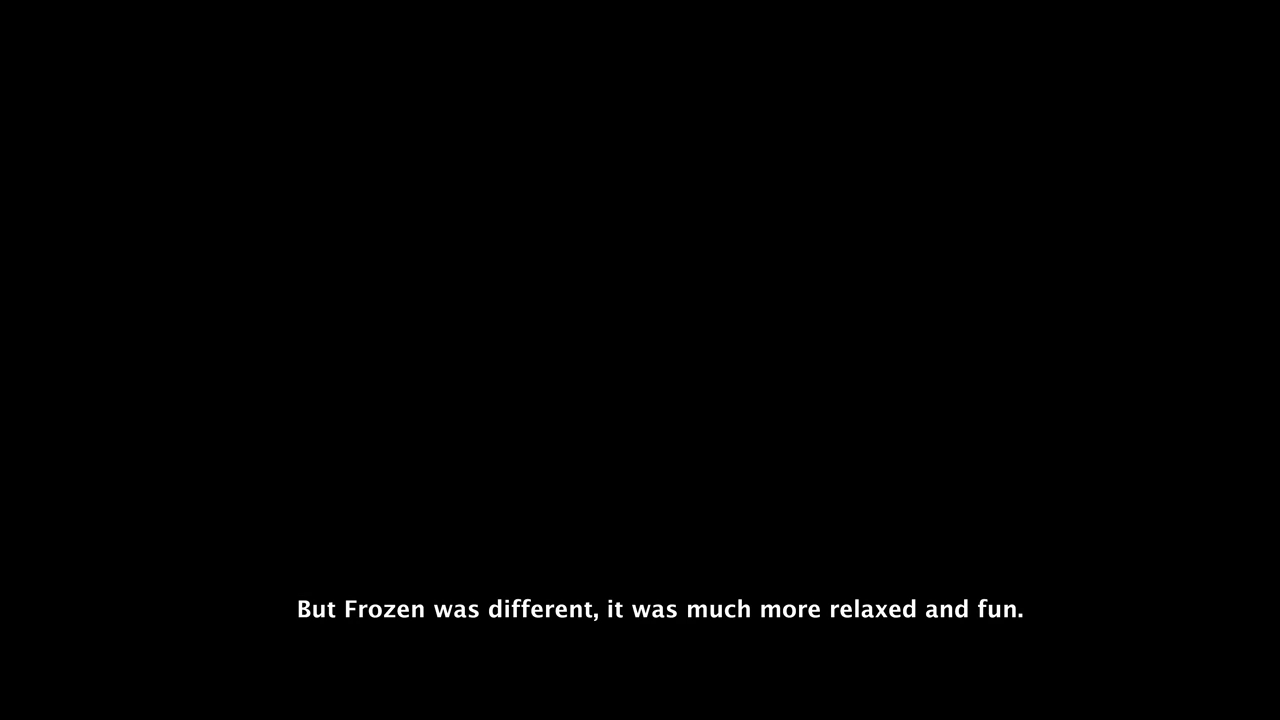 But Frozen was different, it was much more relaxed and fun.